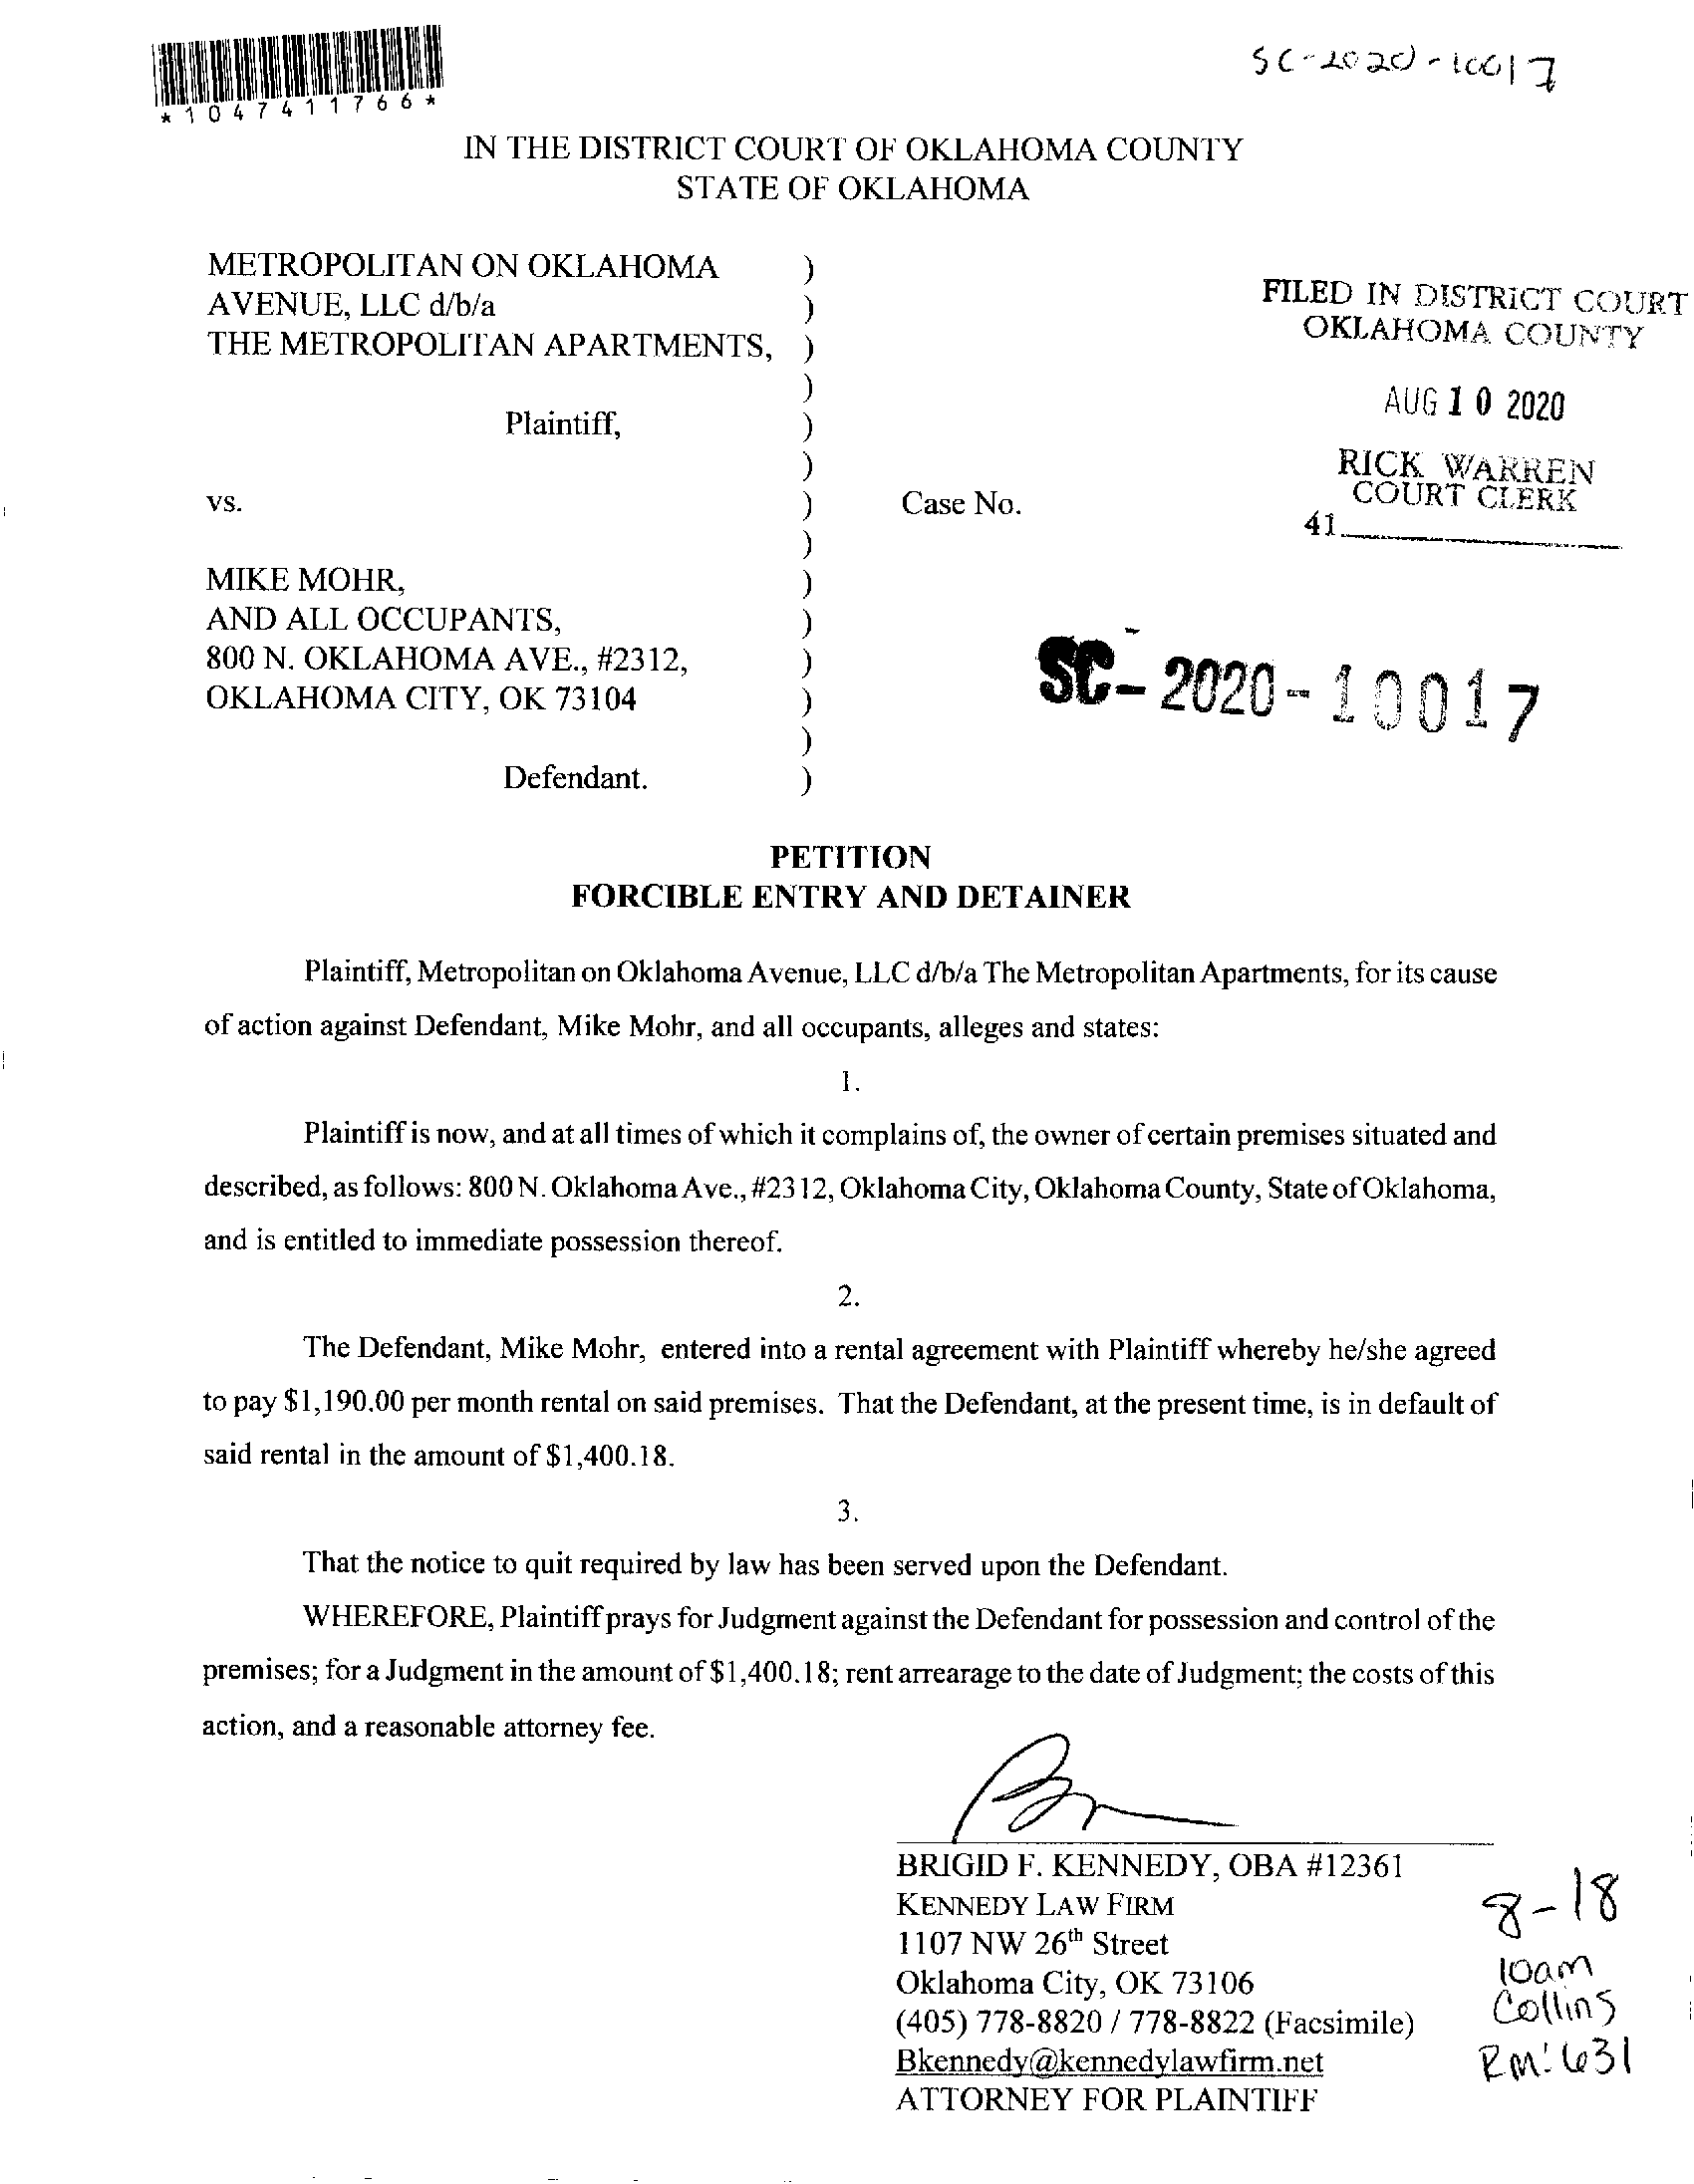 *1047411766*
SC-2020-10017
IN THE DISTRICT COURT OF OKLAHOMA COUNTY
STATE OF OKLAHOMA
METROPOLITAN ON OKLAHOMA )
AVENUE, LLC d/b/a )
THE METROPOLITAN APARTMENTS, )
)
Plaintiff, )
)
vs. ) Case No.
)
MIKE MOHR, )
AND ALL OCCUPANTS, )
800 N. OKLAHOMA AVE., #2312, )
OKLAHOMA CITY, OK 73104 )
)
Defendant. )
FILED IN DISTRICT COURT
OKLAHOMA COUNTY
AUG 10 2020
RICK WARREN
COURT CLERK
41
SC-2020-10017
PETITION
FORCIBLE ENTRY AND DETAINER
Plaintiff, Metropolitan on Oklahoma Avenue, LLC d/b/a The Metropolitan Apartments, for its cause
of action against Defendant, Mike Mohr, and all occupants, alleges and states:
1.
Plaintiff is now, and at all times of which it complains of, the owner of certain premises situated and
described, as follows: 800 N. Oklahoma Ave., #2312, Oklahoma City, Oklahoma County, State of Oklahoma,
and is entitled to immediate possession thereof.
2.
The Defendant, Mike Mohr, entered into a rental agreement with Plaintiff whereby he/she agreed
to pay $1,190.00 per month rental on said premises. That the Defendant, at the present time, is in default of
said rental in the amount of $1,400.18.
3.
That the notice to quit required by law has been served upon the Defendant.
WHEREFORE, Plaintiff prays for Judgment against the Defendant for possession and control of the
premises; for a Judgment in the amount of $1,400.18; rent arrearage to the date of Judgment; the costs of this
action, and a reasonable attorney fee.
BRIGID F. KENNEDY, OBA #12361
KENNEDY LAW FIRM
1107 NW 26th Street
Oklahoma City, OK 73106
(405) 778-8820 / 778-8822 (Facsimile)
Bkennedy@kennedylawfirm.net
ATTORNEY FOR PLAINTIFF
8-18
10am
Collins
Rm: 631